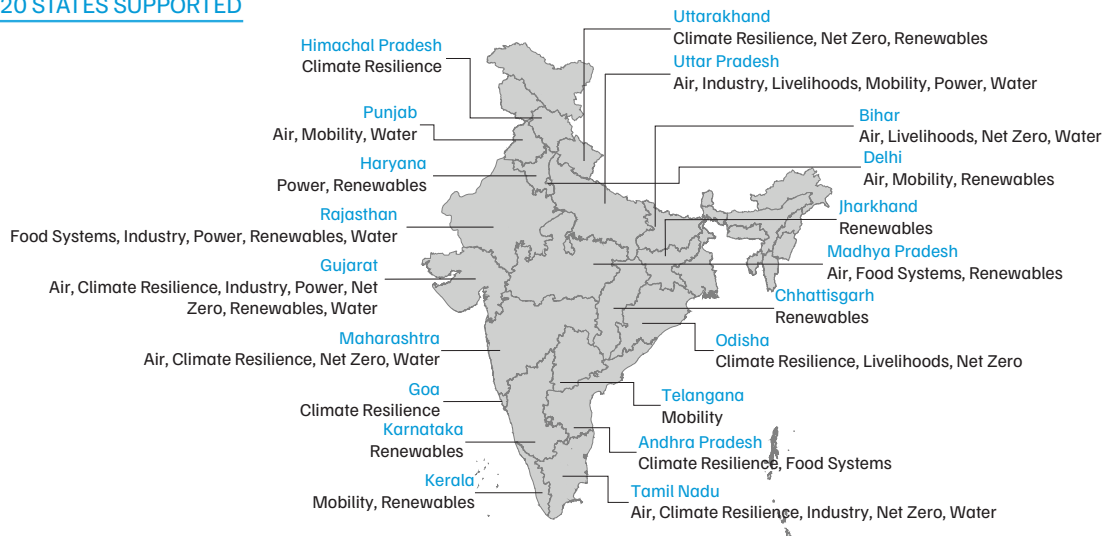 20 STATES SUPPORTED
Uttarakhand
Climate Resilience, Net Zero, Renewables
Himachal Pradesh
Climate Resilience
Uttar Pradesh
Air, Industry, Livelihoods, Mobility, Power, Water
Punjab
Air, Mobility, Water
Bihar
Air, Livelihoods, Net Zero, Water
Haryana
Power, Renewables
Delhi
Air, Mobility, Renewables
Rajasthan
Food Systems, Industry, Power, Renewables, Water
Jharkhand
Renewables
Gujarat
Air, Climate Resilience, Industry, Power, Net
Zero, Renewables, Water
Madhya Pradesh
Air, Food Systems, Renewables
Chhattisgarh
Renewables
Maharashtra
Air, Climate Resilience, Net Zero, Water
Odisha
Climate Resilience, Livelihoods, Net Zero
Goa
Climate Resilience
Telangana
Mobility
Karnataka
Renewables
Andhra Pradesh
Climate Resilience, Food Systems
Kerala
Mobility, Renewables
Tamil Nadu
Air, Climate Resilience, Industry, Net Zero, Water